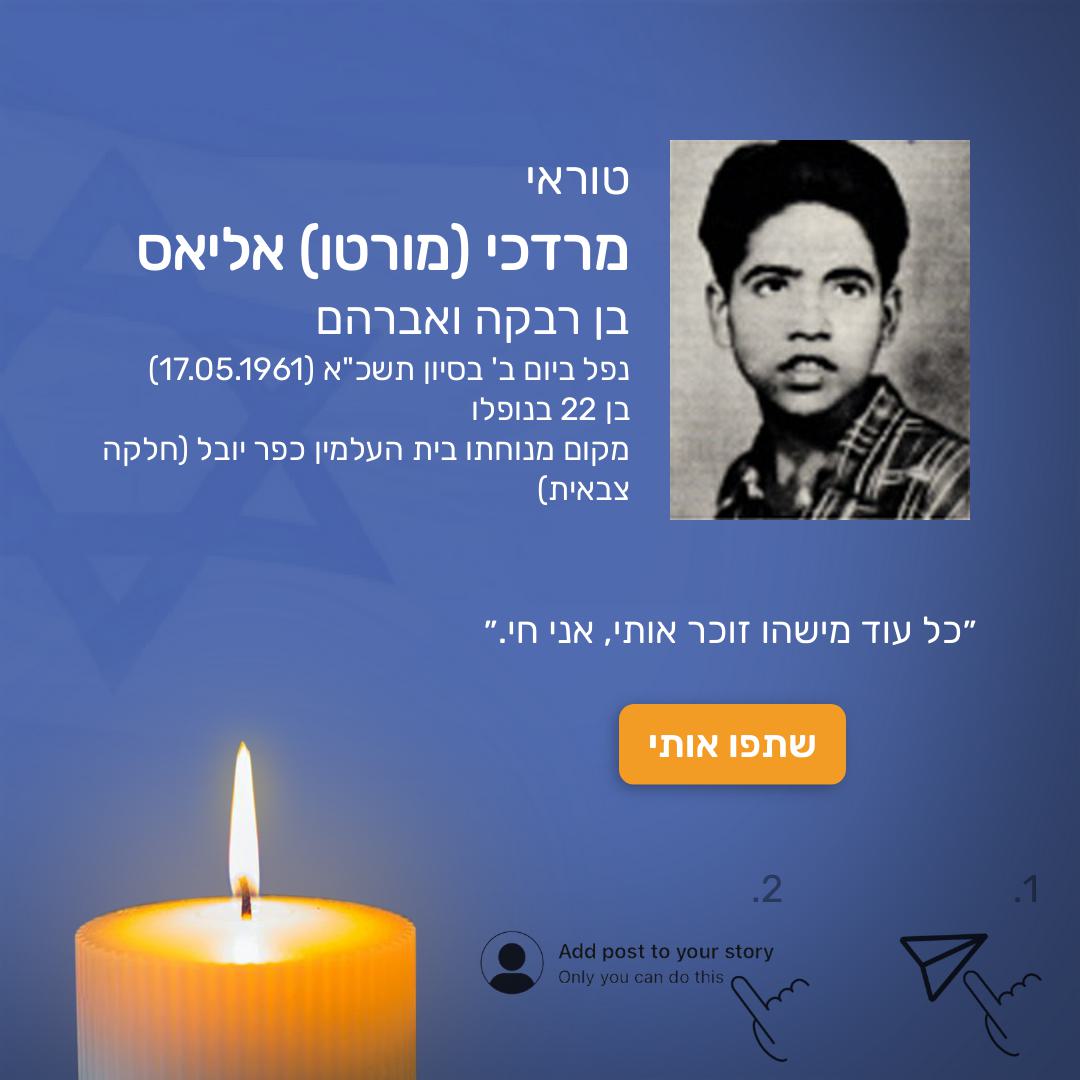 טוראי
מרדכי (מורטו) אליאס
בן רבקה ואברהם
נפל ביום ב' בסיון תשכ"א (17.05.1961)
בן 22 בנופלו
מקום מנוחתו בית העלמין כפר יובל (חלקה
צבאית)
״כל עוד מישהו זוכר אותי, אני חי.״
שתפו אותי
.1
.2
Add post to your story
Only you can do this